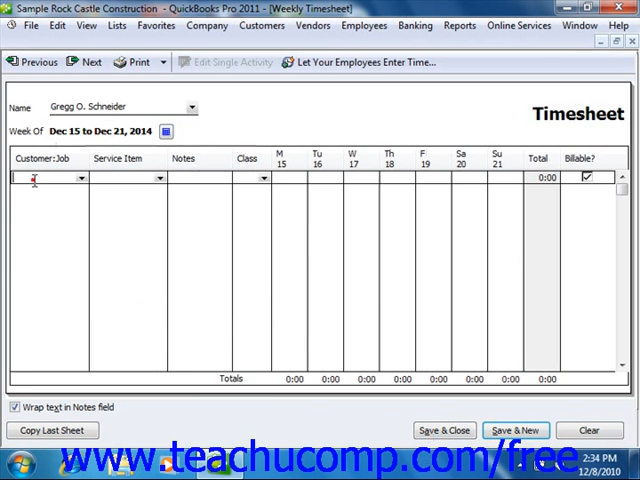 Sample Rock Castle Construction - QuickBooks Pro 2011 - [Weekly Timesheet]
File Edit View Lists Favorites Company Customers Vendors Employees Banking Reports Online Services Window Help
Previous Next Print Edit Single Activity Let Your Employees Enter Time...
Name Gregg O. Schneider
Timesheet
Week Of Dec 15 to Dec 21, 2014
Customer:Job Service Item Notes Class M 15 Tu 16 W 17 Th 18 F 19 Sa 20 Su 21 Total Billable?
0:00
Totals 0:00 0:00 0:00 0:00 0:00 0:00 0:00 0:00
Wrap text in Notes field
Copy Last Sheet Save & Close Save & New Clear
www.teachucomp.com/free
2:34 PM
12/8/2010